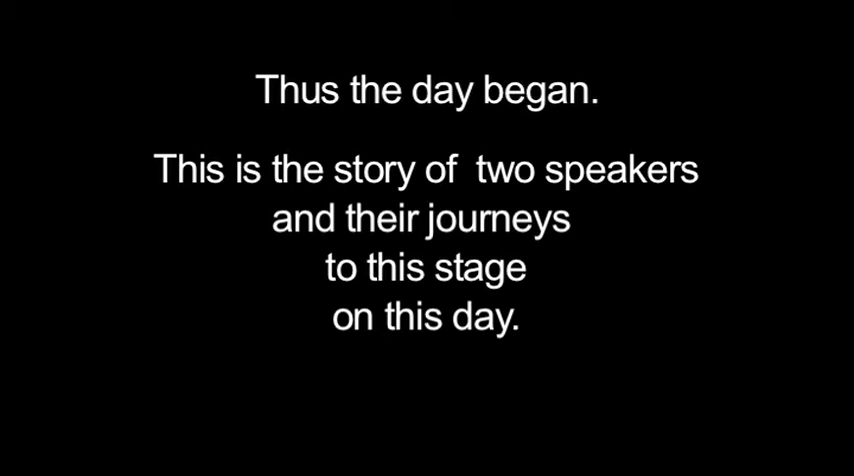 Thus the day began.
This is the story of  two speakers
and their journeys
to this stage
on this day.